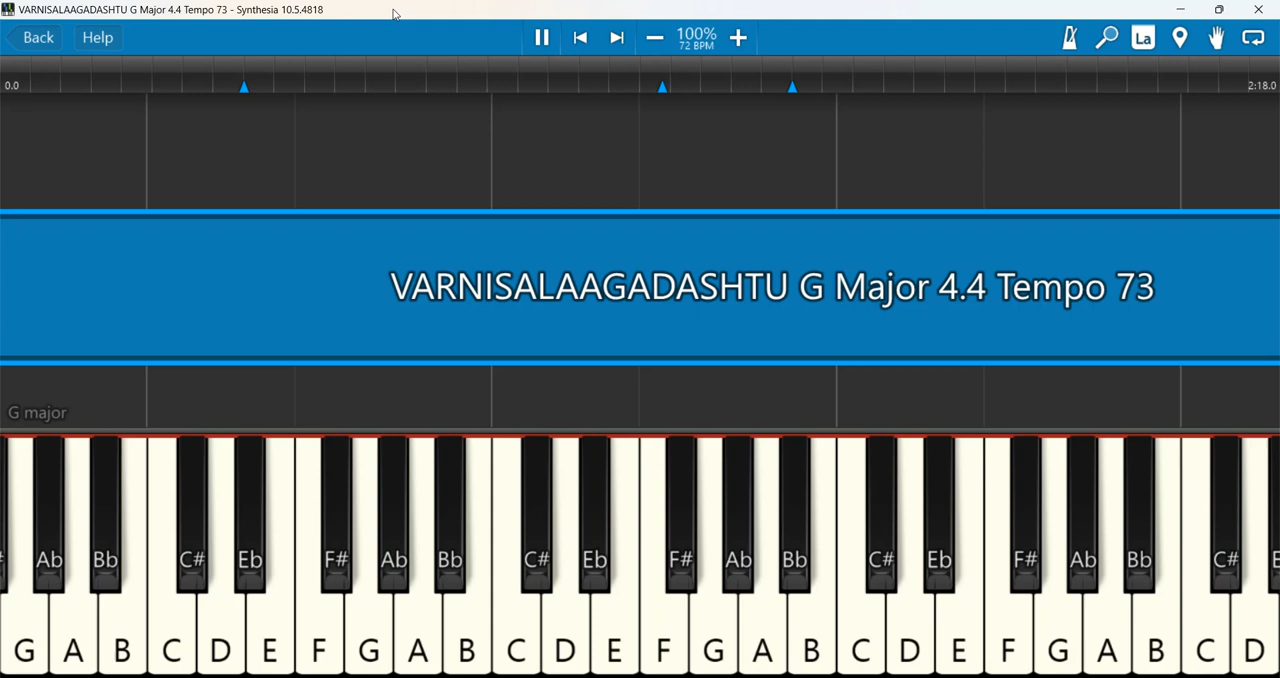 VARNISALAAGADASHTU G Major 4.4 Tempo 73 - Synthesia 10.5.4818
Back Help 100% La
72 BPM
0.0 2:18.0
VARNISALAAGADASHTU G Major 4.4 Tempo 73
G major
Ab Bb C# Eb F# Ab Bb C# Eb F# Ab Bb C# Eb F# Ab Bb C#
G A B C D E F G A B C D E F G A B C D E F G A B C D